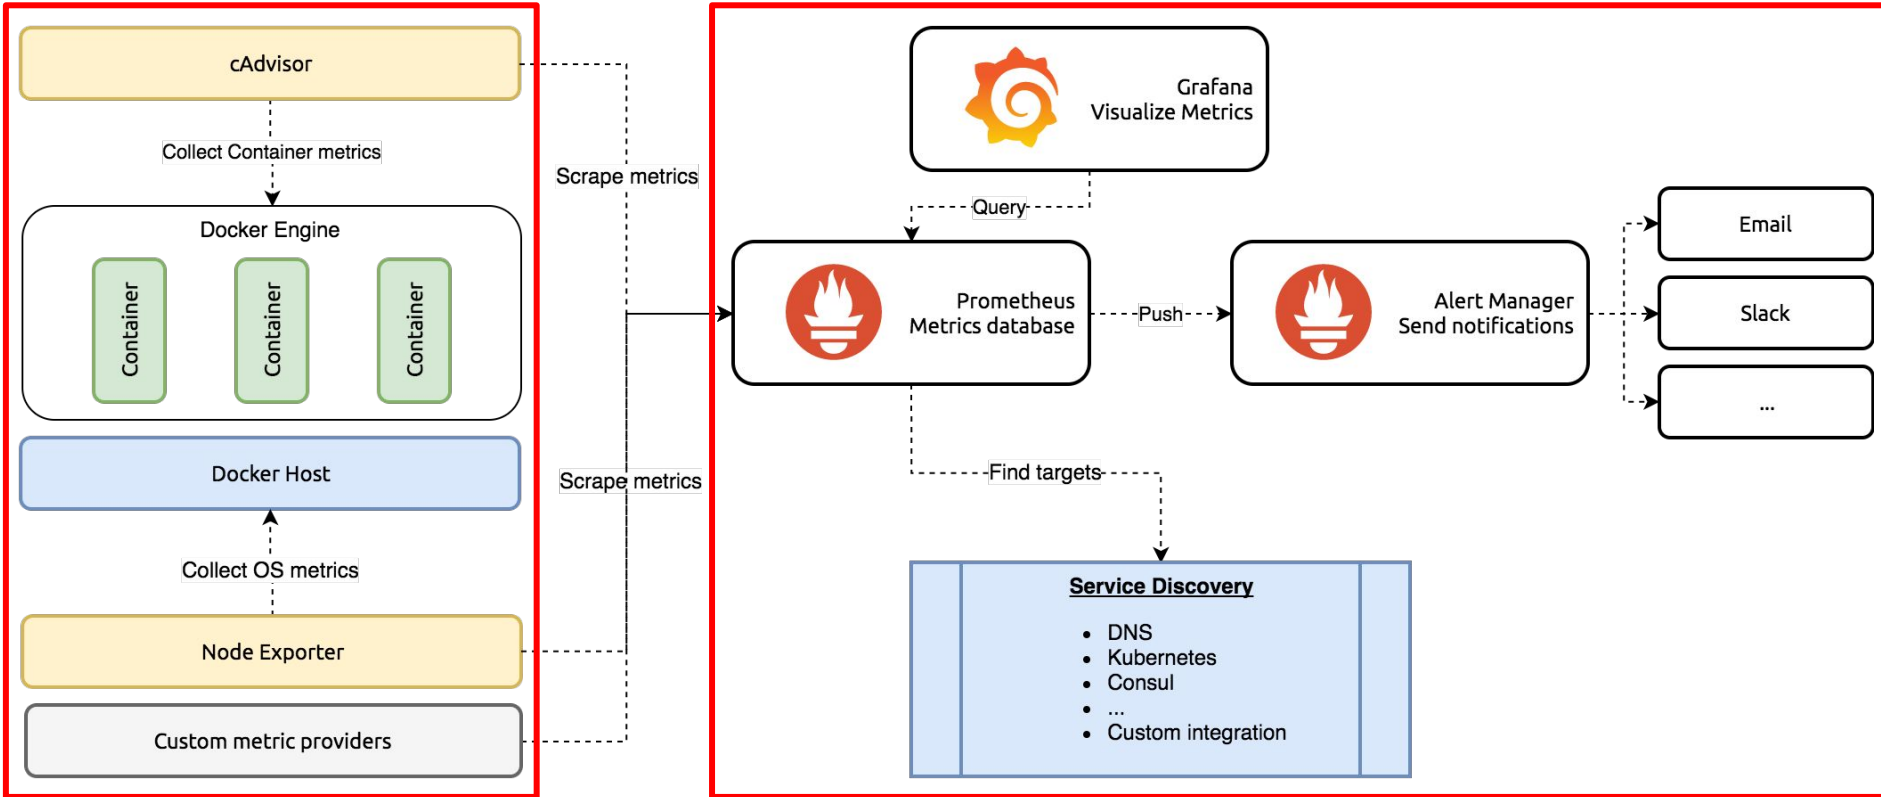 cAdvisor
Collect Container metrics
Docker Engine
Container
Container
Container
Docker Host
Collect OS metrics
Node Exporter
Custom metric providers
Scrape metrics
Scrape metrics
Grafana
Visualize Metrics
Query
Prometheus
Metrics database
Push
Alert Manager
Send notifications
Email
Slack
...
Find targets
Service Discovery
• DNS
• Kubernetes
• Consul
• ...
• Custom integration